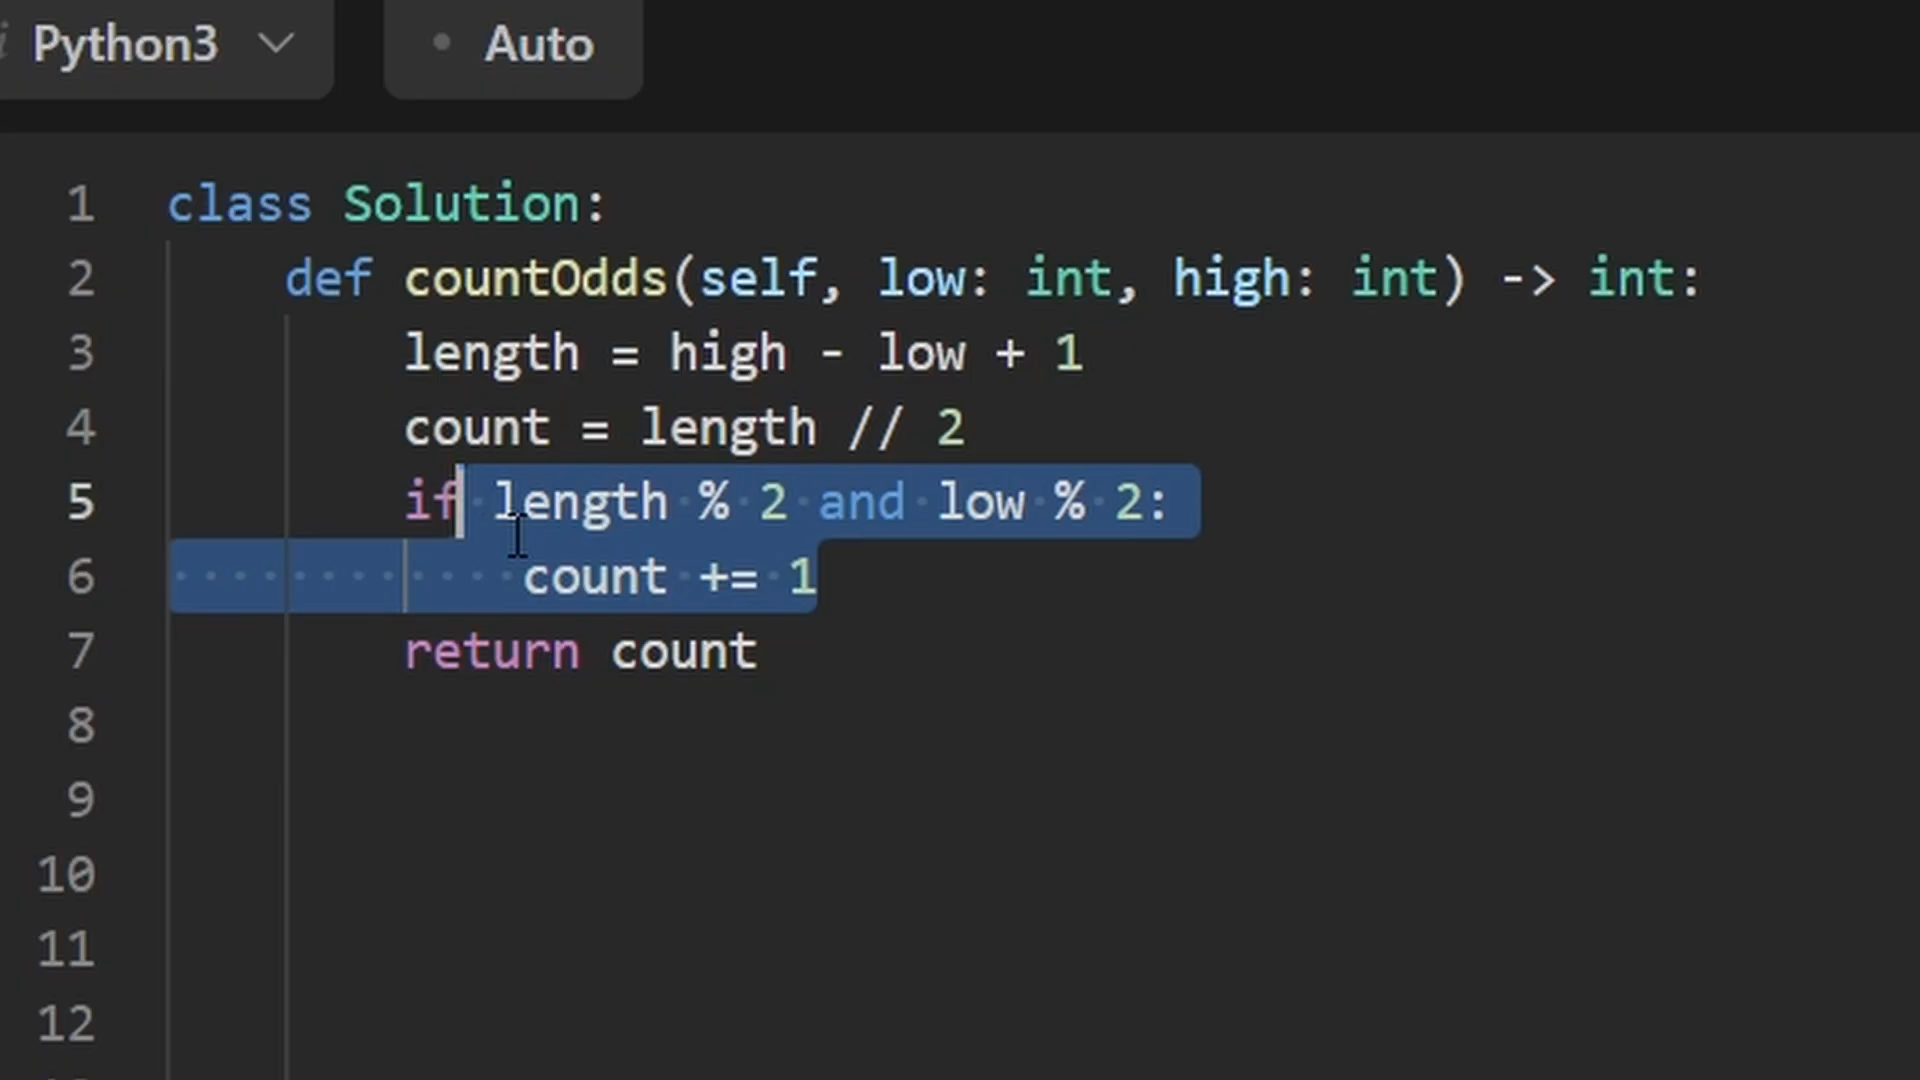 Python3
Auto
1 class Solution:
2 def countOdds(self, low: int, high: int) -> int:
3 length = high - low + 1
4 count = length // 2
5 if length % 2 and low % 2:
6 count += 1
7 return count
8
9
10
11
12